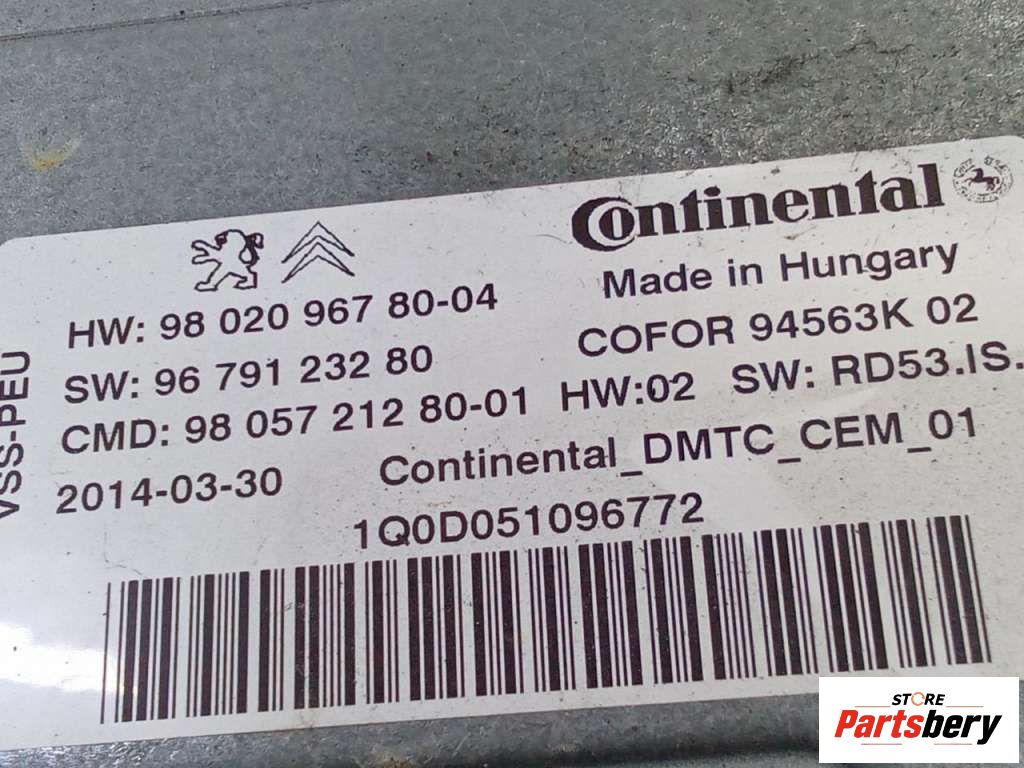 Continental
Made in Hungary
HW: 98 020 967 80-04
COFOR 94563K 02
SW: 96 791 232 80
HW:02 SW: RD53.IS.
CMD: 98 057 212 80-01
Continental_DMTC_CEM_01
2014-03-30
1Q0D051096772
VSS-PEU
STORE
Partsbery